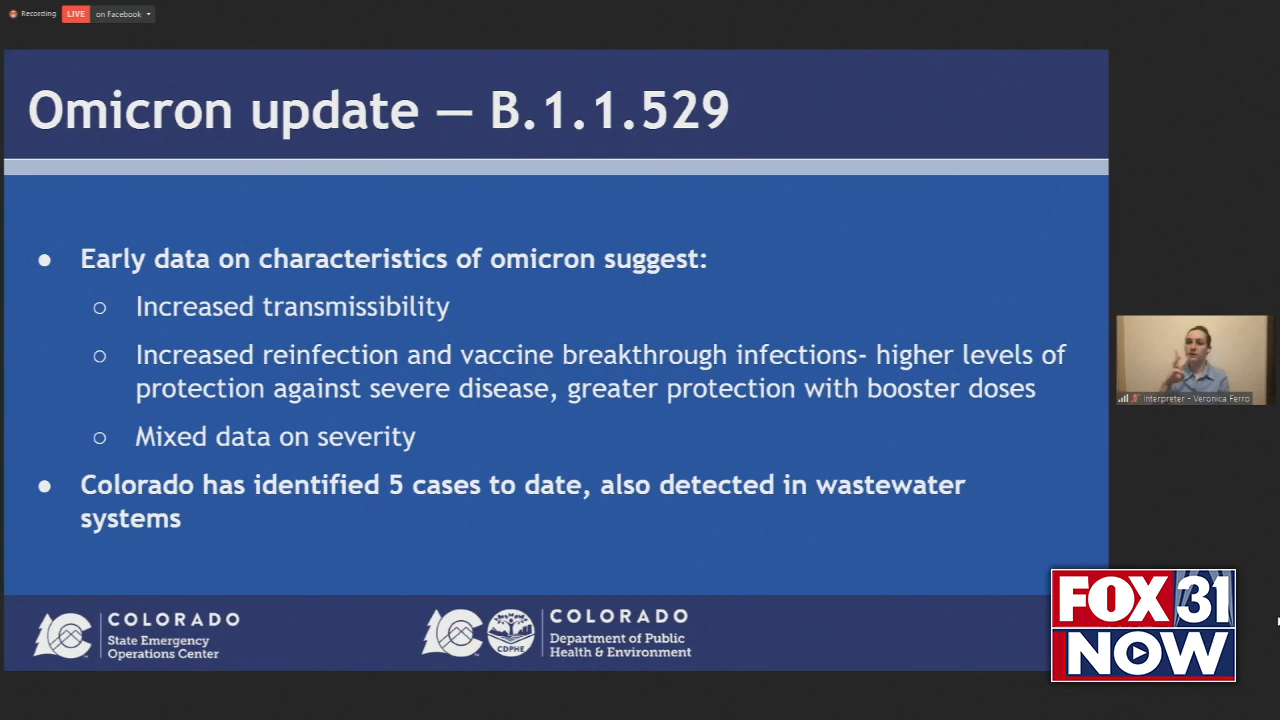 Recording LIVE on Facebook
Omicron update — B.1.1.529
● Early data on characteristics of omicron suggest:
○ Increased transmissibility
○ Increased reinfection and vaccine breakthrough infections- higher levels of
protection against severe disease, greater protection with booster doses
○ Mixed data on severity
● Colorado has identified 5 cases to date, also detected in wastewater
systems
Interpreter - Veronica Ferro
COLORADO
State Emergency
Operations Center
CDPHE
COLORADO
Department of Public
Health & Environment
FOX 31
NOW